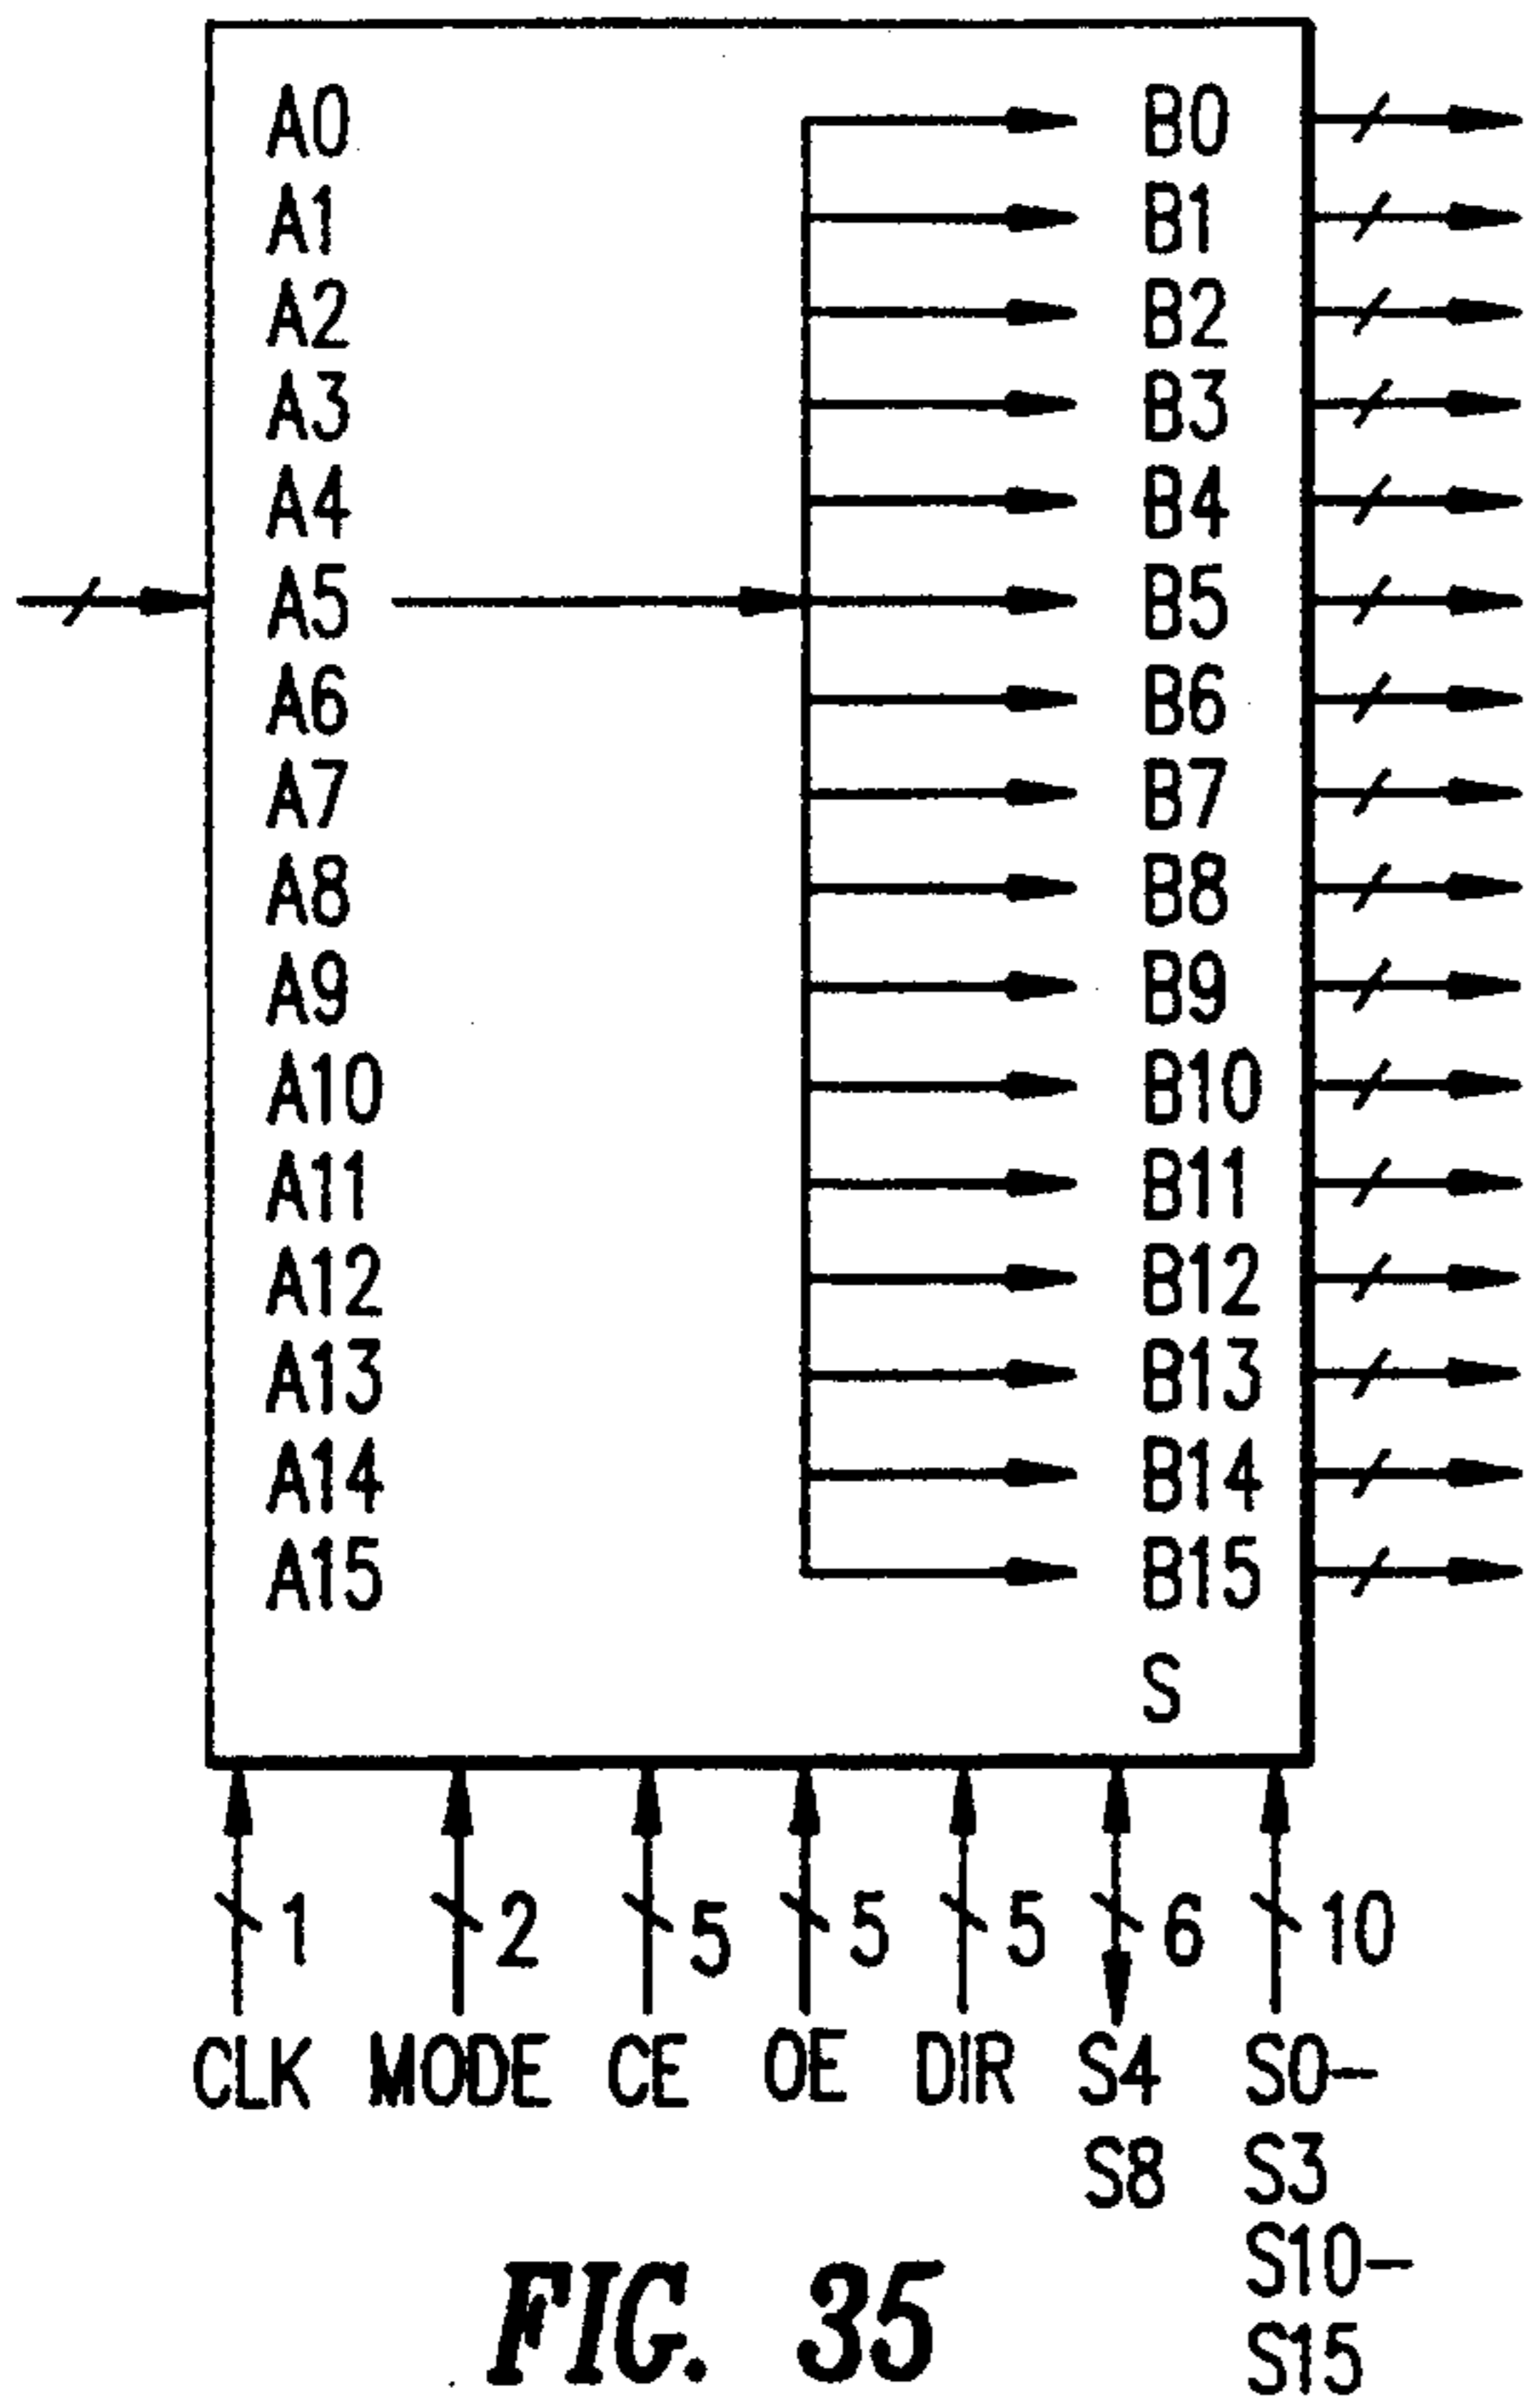 A0 B0
A1 B1
A2 B2
A3 B3
A4 B4
A5 B5
A6 B6
A7 B7
A8 B8
A9 B9
A10 B10
A11 B11
A12 B12
A13 B13
A14 B14
A15 B15
S
1 2 5 5 5 6 10
CLK MODE CE OE DIR S4 S0-
S8 S3
S10-
S15
FIG. 35